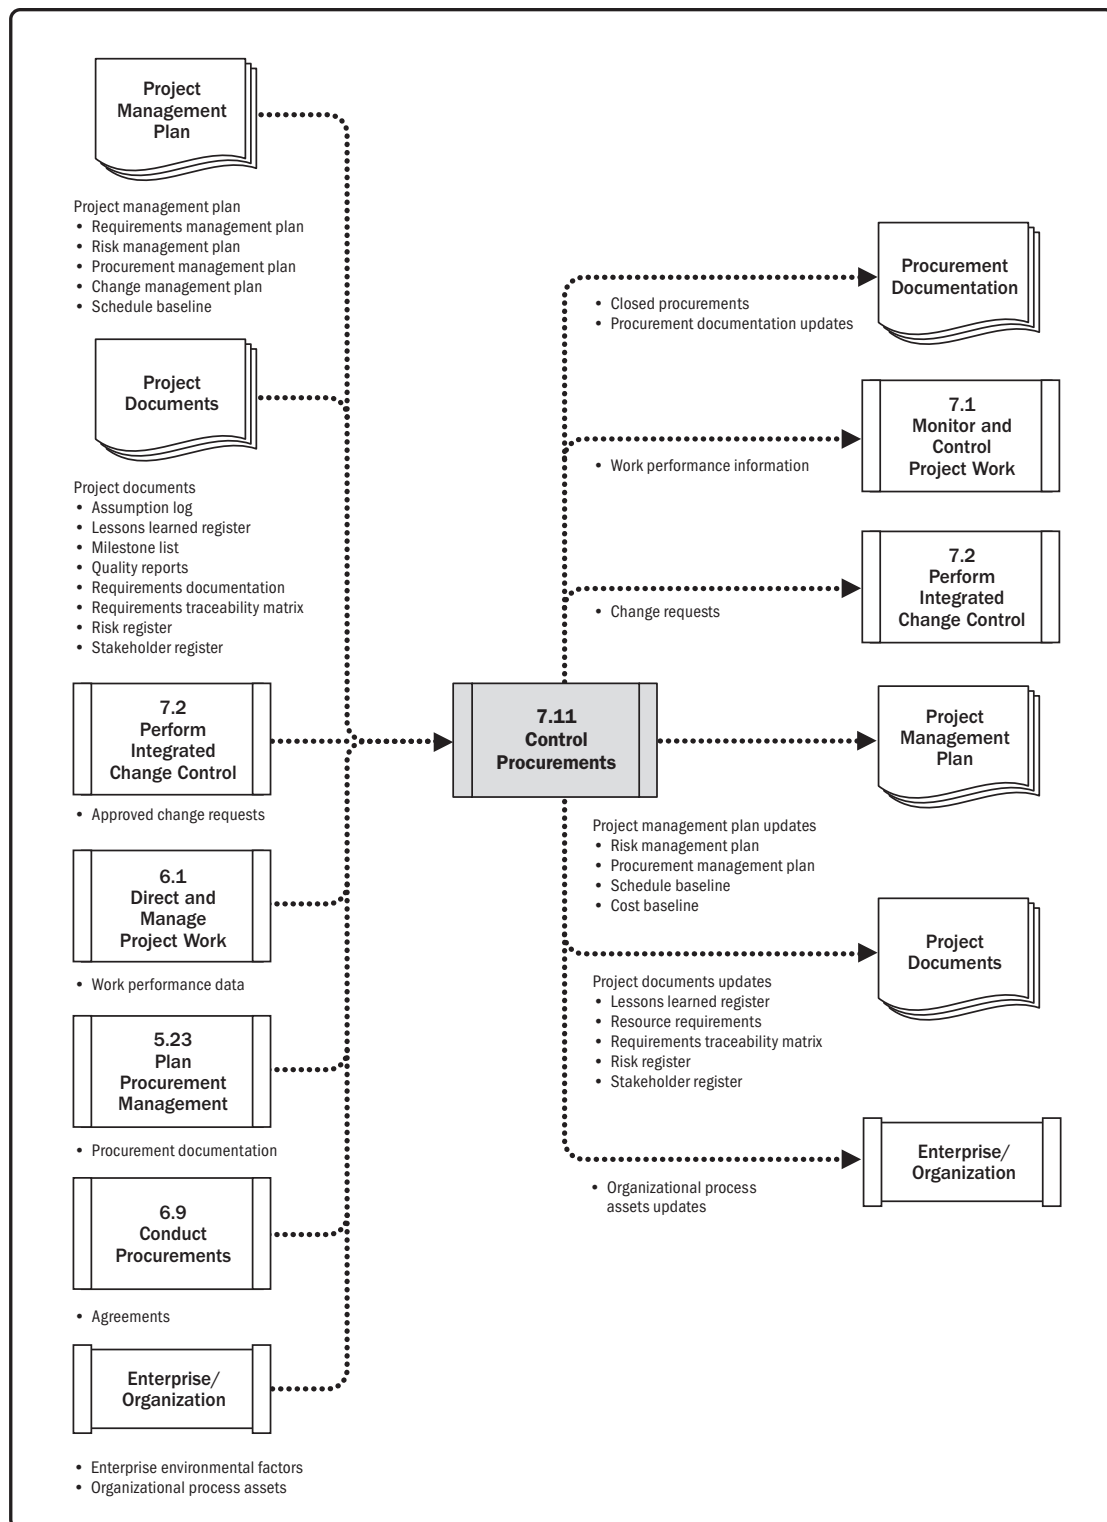 Project
Management
Plan
Project management plan
• Requirements management plan
• Risk management plan
• Procurement management plan
• Change management plan
• Schedule baseline
Project
Documents
Project documents
• Assumption log
• Lessons learned register
• Milestone list
• Quality reports
• Requirements documentation
• Requirements traceability matrix
• Risk register
• Stakeholder register
7.2
Perform
Integrated
Change Control
• Approved change requests
6.1
Direct and
Manage
Project Work
• Work performance data
5.23
Plan
Procurement
Management
• Procurement documentation
6.9
Conduct
Procurements
• Agreements
Enterprise/
Organization
• Enterprise environmental factors
• Organizational process assets
7.11
Control
Procurements
• Closed procurements
• Procurement documentation updates
Procurement
Documentation
• Work performance information
7.1
Monitor and
Control
Project Work
• Change requests
7.2
Perform
Integrated
Change Control
Project
Management
Plan
Project management plan updates
• Risk management plan
• Procurement management plan
• Schedule baseline
• Cost baseline
Project
Documents
Project documents updates
• Lessons learned register
• Resource requirements
• Requirements traceability matrix
• Risk register
• Stakeholder register
Enterprise/
Organization
• Organizational process
assets updates